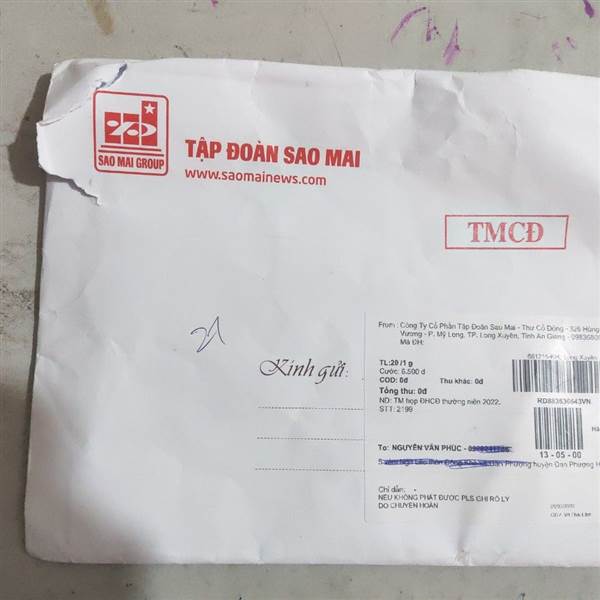 SAO MAI GROUP
TẬP ĐOÀN SAO MAI
www.saomainews.com
TMCĐ
Kính gửi:
From : Công Ty Cổ Phần Tập Đoàn Sao Mai - Thư Cổ Đông - 326 Hùng
Vương - P. Mỹ Long, TP. Long Xuyên, Tỉnh An Giang -
Mã ĐH:
TL:20 /1 g
Cước: 6.500 đ
COD: 0đ Thu khác: 0đ
Tổng thu: 0đ
ND: TM họp ĐHCĐ thường niên 2022.
STT: 2199
RD883630643VN
To: NGUYỄN VĂN PHÚC -
Phượng huyện Đan Phượng H
13 - 05 - 00
Chỉ dẫn:
NẾU KHÔNG PHÁT ĐƯỢC PLS GHI RÕ LÝ
DO CHUYỂN HOÀN